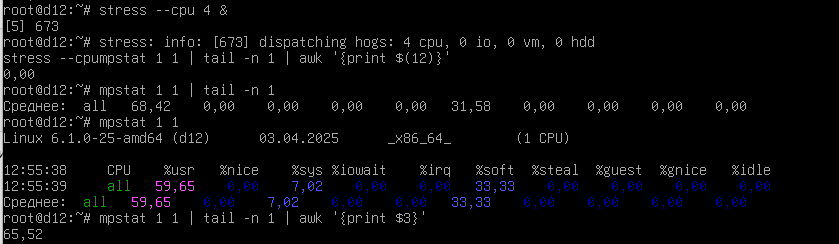 root@d12:~# stress --cpu 4 &
[5] 673
root@d12:~# stress: info: [673] dispatching hogs: 4 cpu, 0 io, 0 vm, 0 hdd
stress --cpumpstat 1 1 | tail -n 1 | awk '{print $(12)}'
0,00
root@d12:~# mpstat 1 1 | tail -n 1
Среднее: all 68,42 0,00 0,00 0,00 0,00 31,58 0,00 0,00 0,00 0,00
root@d12:~# mpstat 1 1
Linux 6.1.0-25-amd64 (d12) 03.04.2025 _x86_64_ (1 CPU)
12:55:38 CPU %usr %nice %sys %iowait %irq %soft %steal %guest %gnice %idle
12:55:39 all 59,65 0,00 7,02 0,00 0,00 33,33 0,00 0,00 0,00 0,00
Среднее: all 59,65 0,00 7,02 0,00 0,00 33,33 0,00 0,00 0,00 0,00
root@d12:~# mpstat 1 1 | tail -n 1 | awk '{print $3}'
65,52